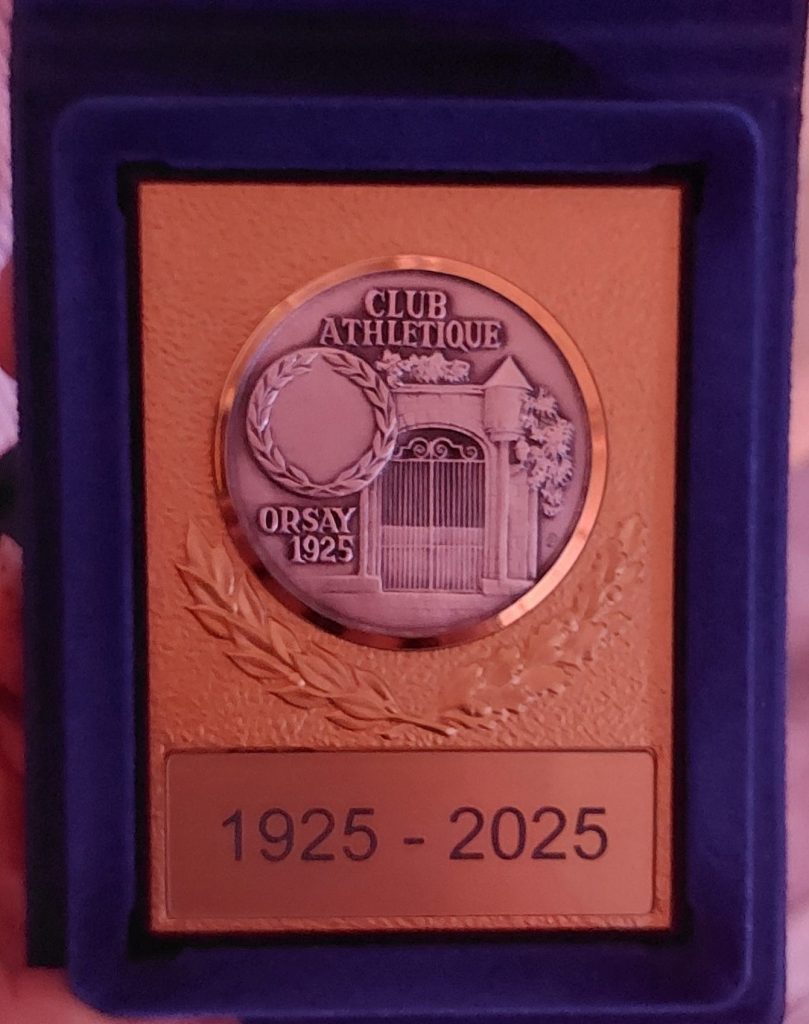 CLUB
ATHLETIQUE
ORSAY
1925
1925 - 2025